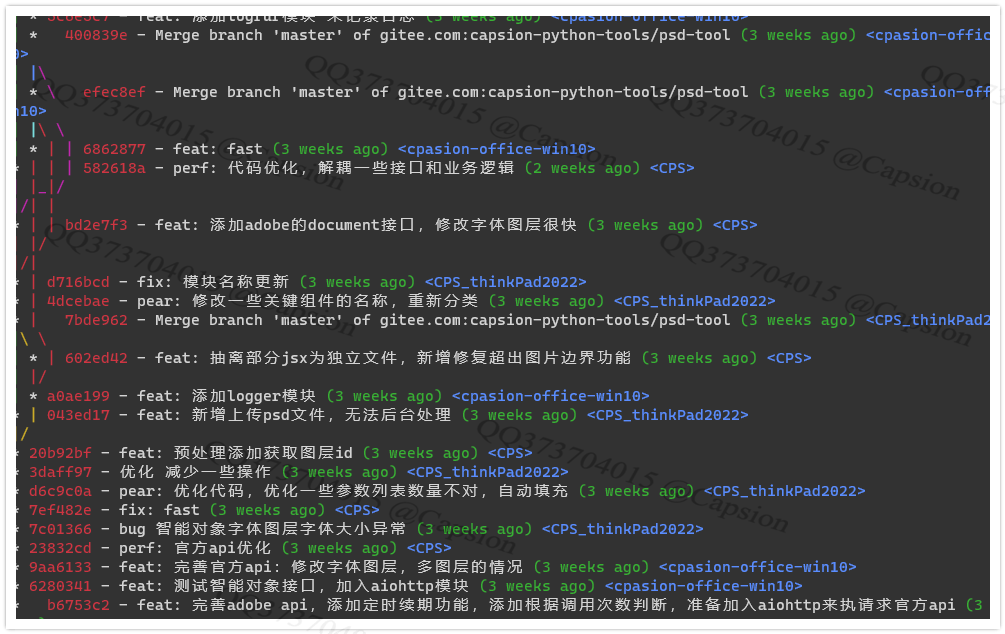 * 5c8e5c7 - feat: 添加logrur模块 来记录日志 (3 weeks ago) <cpasion-office-win10>
* 400839e - Merge branch 'master' of gitee.com:capsion-python-tools/psd-tool (3 weeks ago) <cpasion-offic
0>
|\
* \ efec8ef - Merge branch 'master' of gitee.com:capsion-python-tools/psd-tool (3 weeks ago) <cpasion-off
n10>
|\ \
* | | 6862877 - feat: fast (3 weeks ago) <cpasion-office-win10>
* | | | 582618a - perf: 代码优化，解耦一些接口和业务逻辑 (2 weeks ago) <CPS>
|_|/
/| |
* | | bd2e7f3 - feat: 添加adobe的document接口，修改字体图层很快 (3 weeks ago) <CPS>
|/
/|
* | d716bcd - fix: 模块名称更新 (3 weeks ago) <CPS_thinkPad2022>
* | 4dcebae - pear: 修改一些关键组件的名称，重新分类 (3 weeks ago) <CPS_thinkPad2022>
* | 7bde962 - Merge branch 'master' of gitee.com:capsion-python-tools/psd-tool (3 weeks ago) <CPS_thinkPad2
\ \
* | 602ed42 - feat: 抽离部分jsx为独立文件，新增修复超出图片边界功能 (3 weeks ago) <CPS>
|/
* a0ae199 - feat: 添加logger模块 (3 weeks ago) <cpasion-office-win10>
* | 043ed17 - feat: 新增上传psd文件，无法后台处理 (3 weeks ago) <CPS_thinkPad2022>
/
* 20b92bf - feat: 预处理添加获取图层id (3 weeks ago) <CPS>
* 3daff97 - 优化 减少一些操作 (3 weeks ago) <CPS_thinkPad2022>
* d6c9c0a - pear: 优化代码，优化一些参数列表数量不对，自动填充 (3 weeks ago) <CPS_thinkPad2022>
* 7ef482e - fix: fast (3 weeks ago) <CPS>
* 7c01366 - bug 智能对象字体图层字体大小异常 (3 weeks ago) <CPS_thinkPad2022>
* 23832cd - perf: 官方api优化 (3 weeks ago) <CPS>
* 9aa6133 - feat: 完善官方api: 修改字体图层，多图层的情况 (3 weeks ago) <cpasion-office-win10>
* 6280341 - feat: 测试智能对象接口，加入aiohttp模块 (3 weeks ago) <cpasion-office-win10>
* b6753c2 - feat: 完善adobe api，添加定时续期功能，添加根据调用次数判断，准备加入aiohttp来执请求官方api (3
QQ373704015 @Capsion